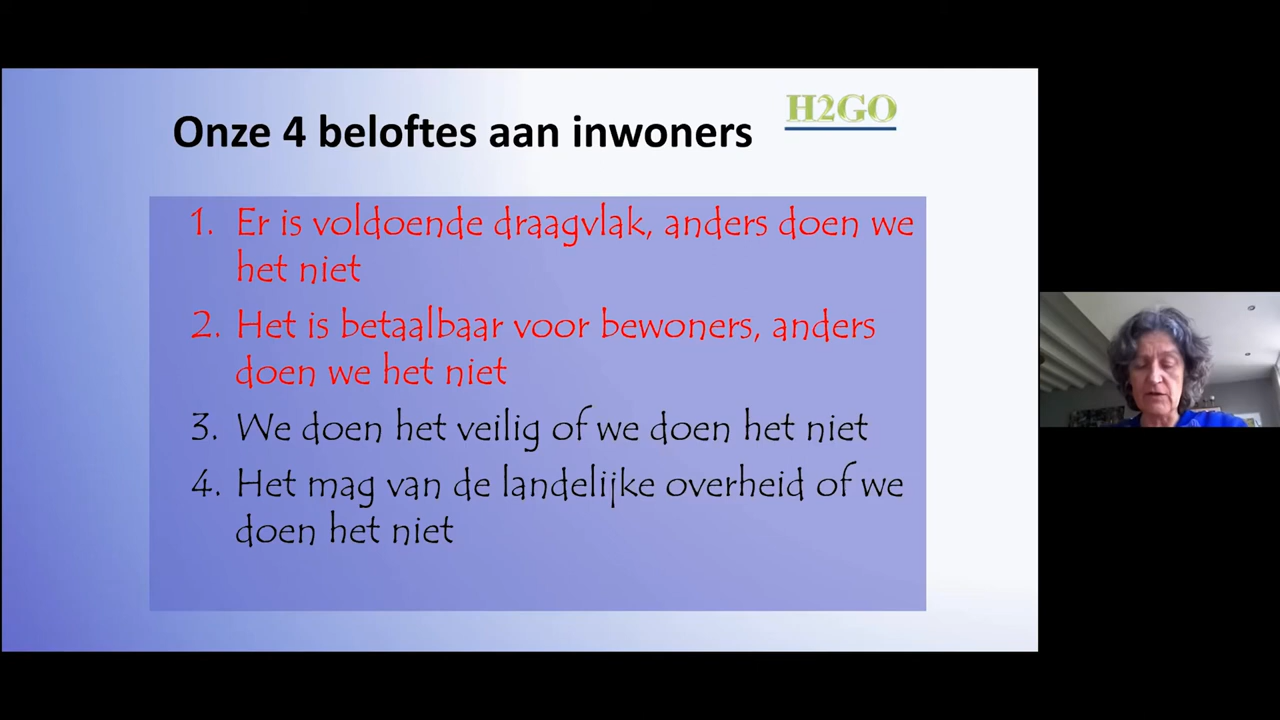 Onze 4 beloftes aan inwoners
H2GO
1. Er is voldoende draagvlak, anders doen we
het niet
2. Het is betaalbaar voor bewoners, anders
doen we het niet
3. We doen het veilig of we doen het niet
4. Het mag van de landelijke overheid of we
doen het niet